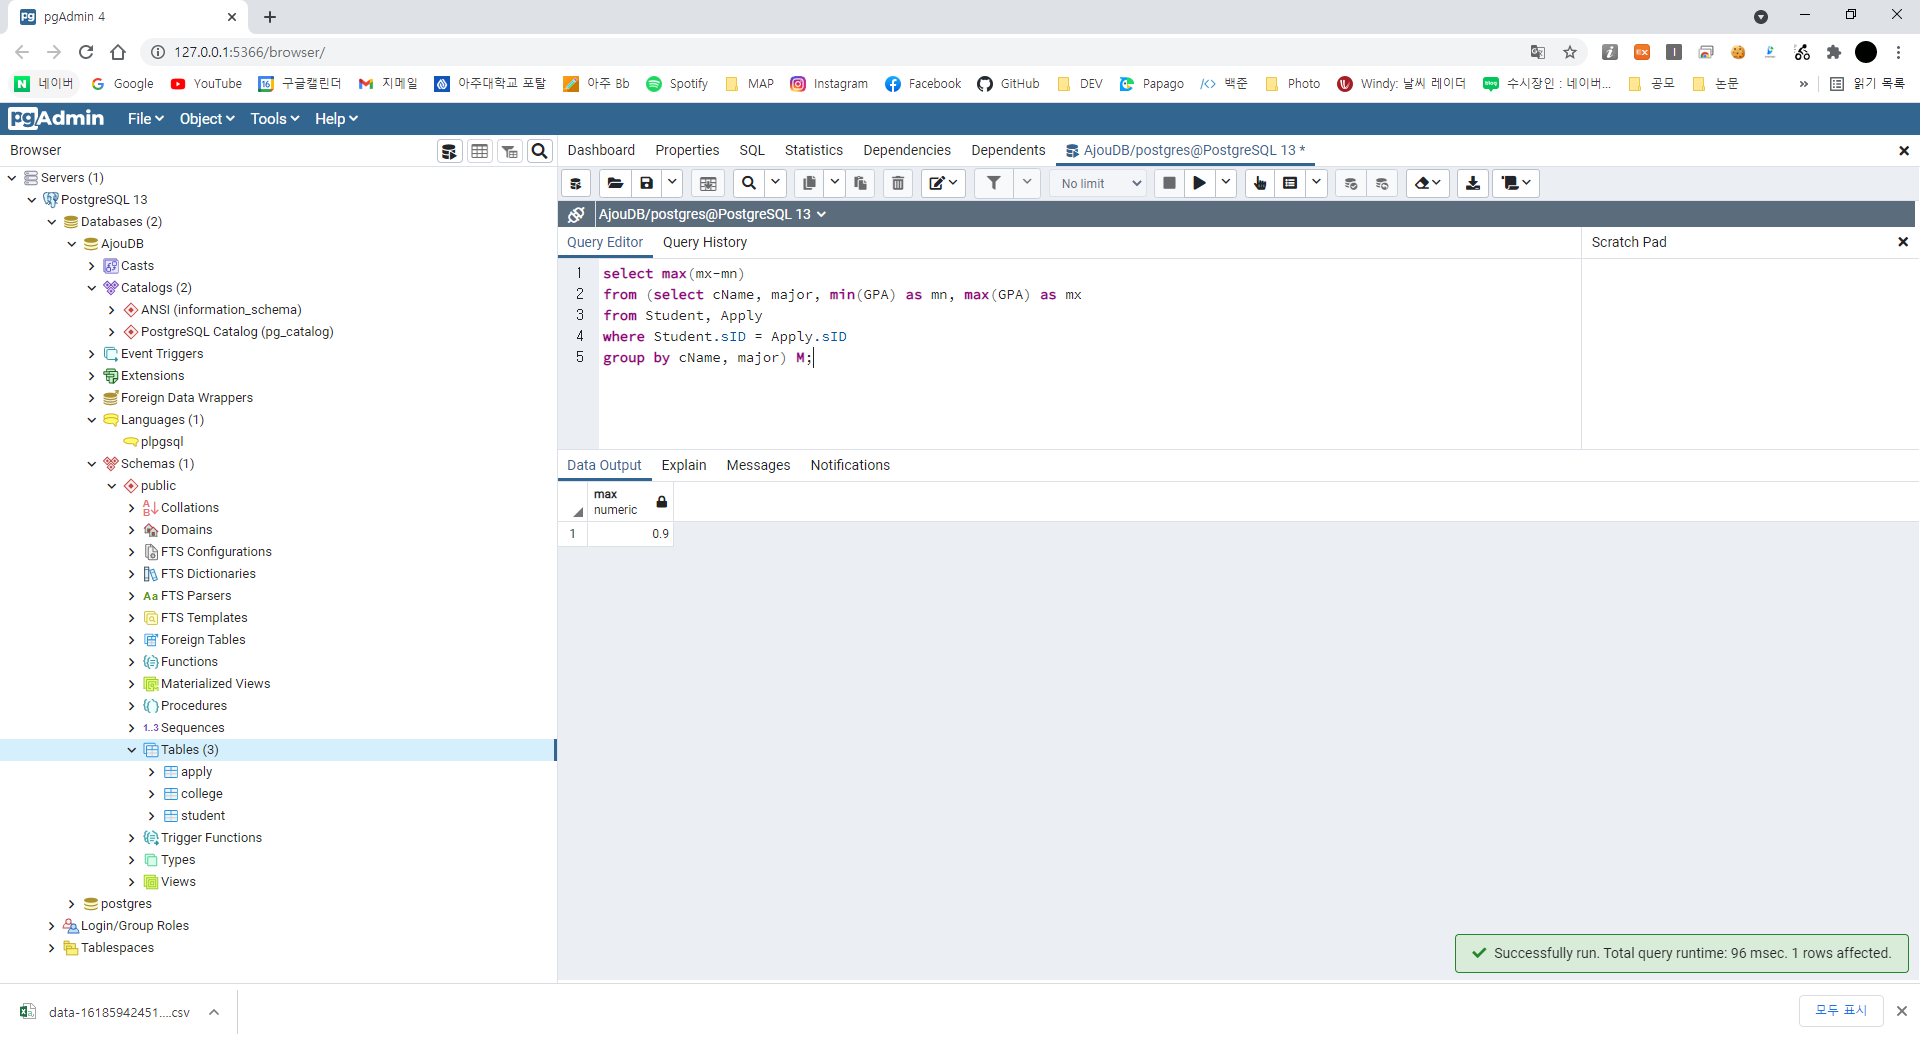 pgAdmin 4
127.0.0.1:5366/browser/
네이버 Google YouTube 구글캘린더 지메일 아주대학교 포탈 아주 Bb Spotify MAP Instagram Facebook GitHub DEV Papago 백준 Photo Windy: 날씨 레이더 수시장인 : 네이버... 공모 논문 » 읽기 목록
pgAdmin File Object Tools Help
Browser
Dashboard Properties SQL Statistics Dependencies Dependents AjouDB/postgres@PostgreSQL 13 *
Servers (1)
PostgreSQL 13
Databases (2)
AjouDB
Casts
Catalogs (2)
ANSI (information_schema)
PostgreSQL Catalog (pg_catalog)
Event Triggers
Extensions
Foreign Data Wrappers
Languages (1)
plpgsql
Schemas (1)
public
Collations
Domains
FTS Configurations
FTS Dictionaries
Aa FTS Parsers
FTS Templates
Foreign Tables
Functions
Materialized Views
Procedures
1..3 Sequences
Tables (3)
apply
college
student
Trigger Functions
Types
Views
postgres
Login/Group Roles
Tablespaces
No limit
AjouDB/postgres@PostgreSQL 13
Query Editor Query History
Scratch Pad
1 select max(mx-mn)
2 from (select cName, major, min(GPA) as mn, max(GPA) as mx
3 from Student, Apply
4 where Student.sID = Apply.sID
5 group by cName, major) M;
Data Output Explain Messages Notifications
max
numeric
1 0.9
Successfully run. Total query runtime: 96 msec. 1 rows affected.
data-16185942451....csv
모두 표시